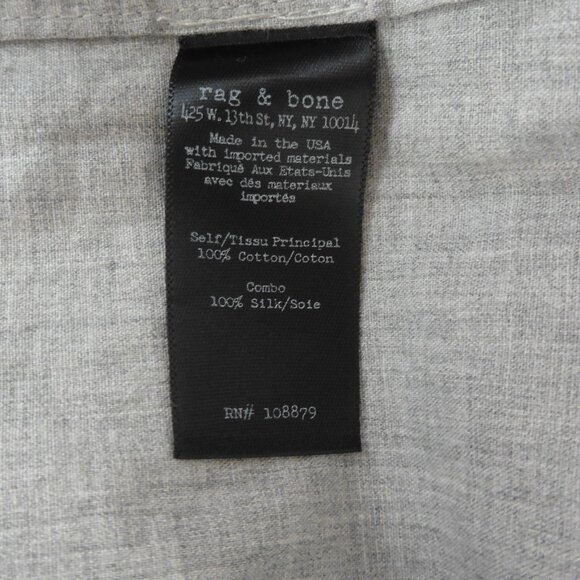 rag & bone
425 W. 13th St, NY, NY 10014
Made in the USA
with imported materials
Fabriqué Aux Etats-Unis
avec dés materiaux
importés
Self/Tissu Principal
100% Cotton/Coton
Combo
100% Silk/Soie
RN# 108879